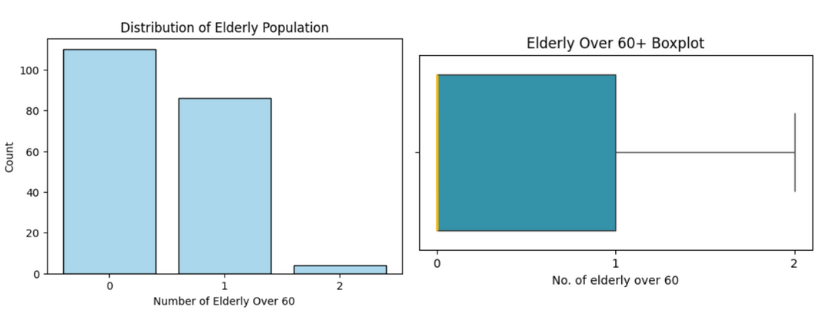 Distribution of Elderly Population
100
80
60
40
20
0
Count
0 1 2
Number of Elderly Over 60
Elderly Over 60+ Boxplot
0 1 2
No. of elderly over 60